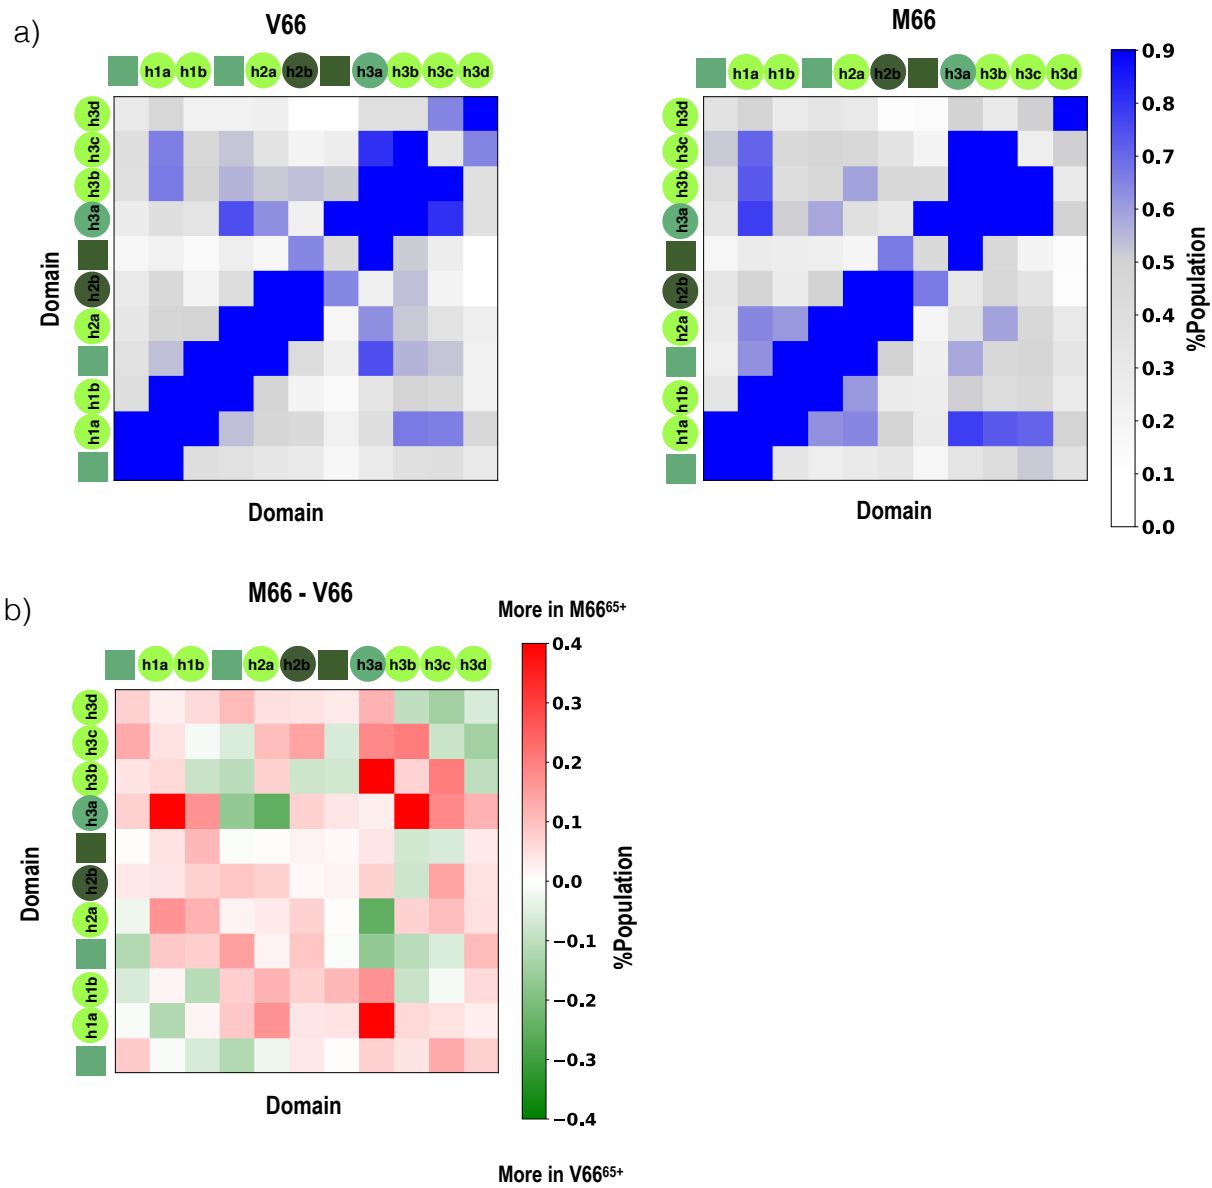 a)
V66
M66
h1a h1b h2a h2b h3a h3b h3c h3d
h1a h1b h2a h2b h3a h3b h3c h3d
h3d
h3c
h3b
h3a
h2b
h2a
h1b
h1a
Domain
Domain
h3d
h3c
h3b
h3a
h2b
h2a
h1b
h1a
Domain
0.9
0.8
0.7
0.6
0.5
0.4
0.3
0.2
0.1
0.0
%Population
b)
M66 - V66
More in M66⁶⁵⁺
h1a h1b h2a h2b h3a h3b h3c h3d
h3d
h3c
h3b
h3a
h2b
h2a
h1b
h1a
Domain
Domain
0.4
0.3
0.2
0.1
0.0
−0.1
−0.2
−0.3
−0.4
%Population
More in V66⁶⁵⁺